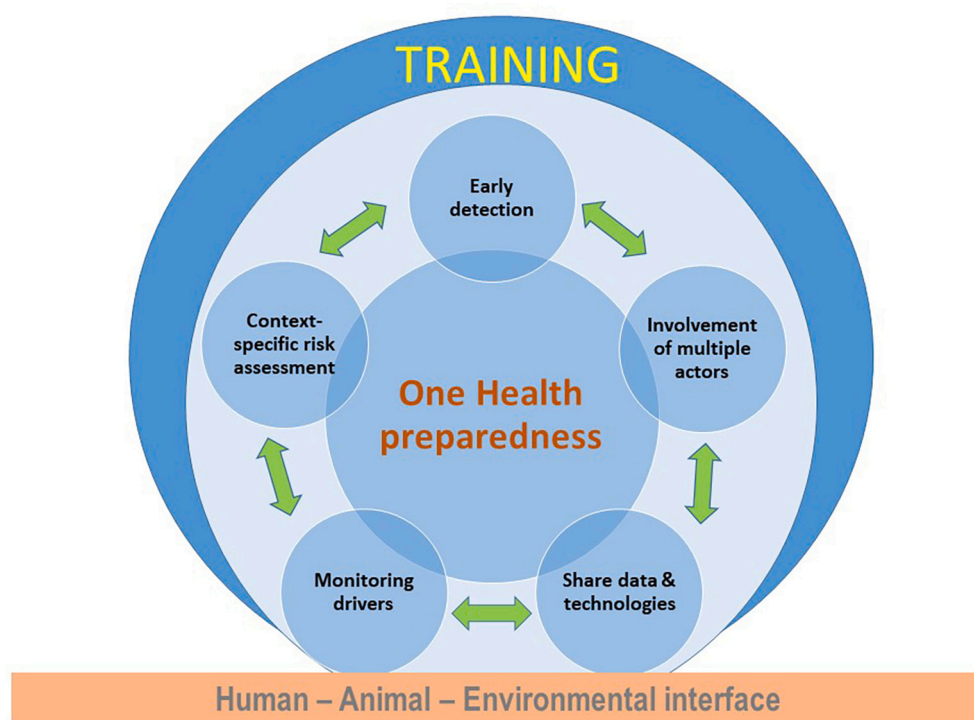 TRAINING
Early
detection
Context-
specific risk
assessment
Involvement
of multiple
actors
One Health
preparedness
Monitoring
drivers
Share data &
technologies
Human – Animal – Environmental interface